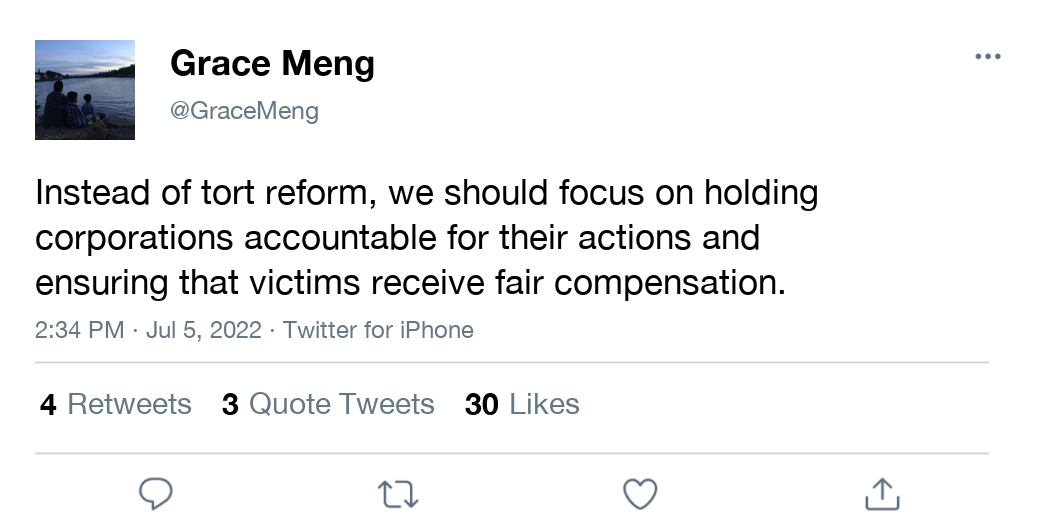 Grace Meng
@GraceMeng
Instead of tort reform, we should focus on holding
corporations accountable for their actions and
ensuring that victims receive fair compensation.
2:34 PM · Jul 5, 2022 · Twitter for iPhone
4 Retweets 3 Quote Tweets 30 Likes